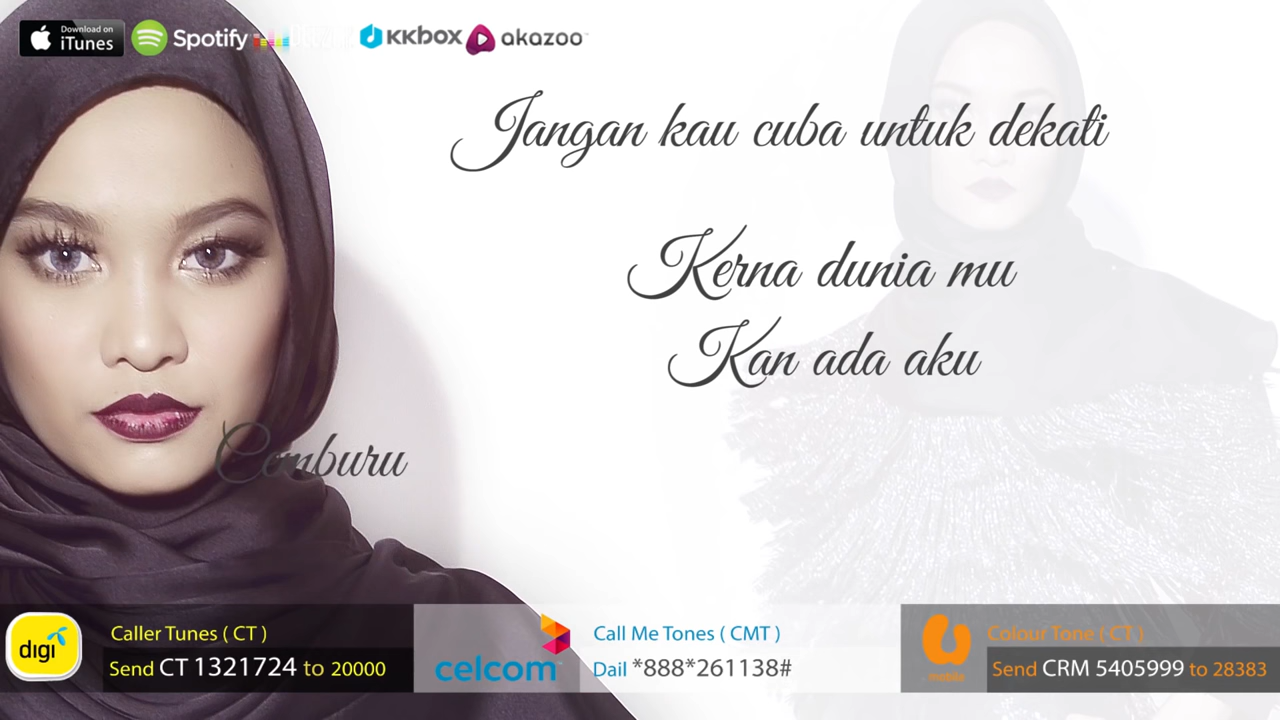 Download on
iTunes
Spotify
KKBOX
akazoo
Jangan kau cuba untuk dekati
Kerna dunia mu
Kan ada aku
Cemburu
digi
Caller Tunes ( CT )
Send CT 1321724 to 20000
celcom
Call Me Tones ( CMT )
Dail *888*261138#
mobile
Colour Tone ( CT )
Send CRM 5405999 to 28383